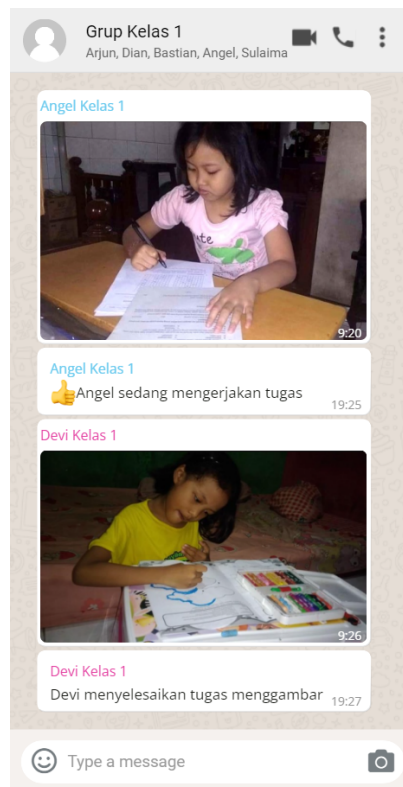 Grup Kelas 1
Arjun, Dian, Bastian, Angel, Sulaima
Angel Kelas 1
9:20
Angel Kelas 1
👍Angel sedang mengerjakan tugas
19:25
Devi Kelas 1
9:26
Devi Kelas 1
Devi menyelesaikan tugas menggambar
19:27
Type a message